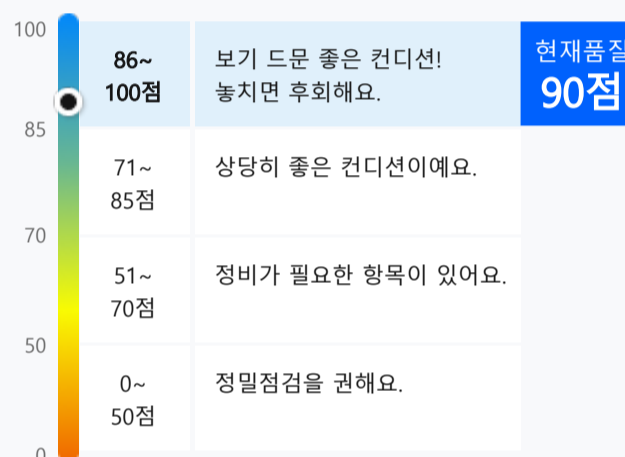 100
86~
100점
보기 드문 좋은 컨디션!
놓치면 후회해요.
현재품질
90점
85
71~
85점
상당히 좋은 컨디션이예요.
70
51~
70점
정비가 필요한 항목이 있어요.
50
0~
50점
정밀점검을 권해요.
0